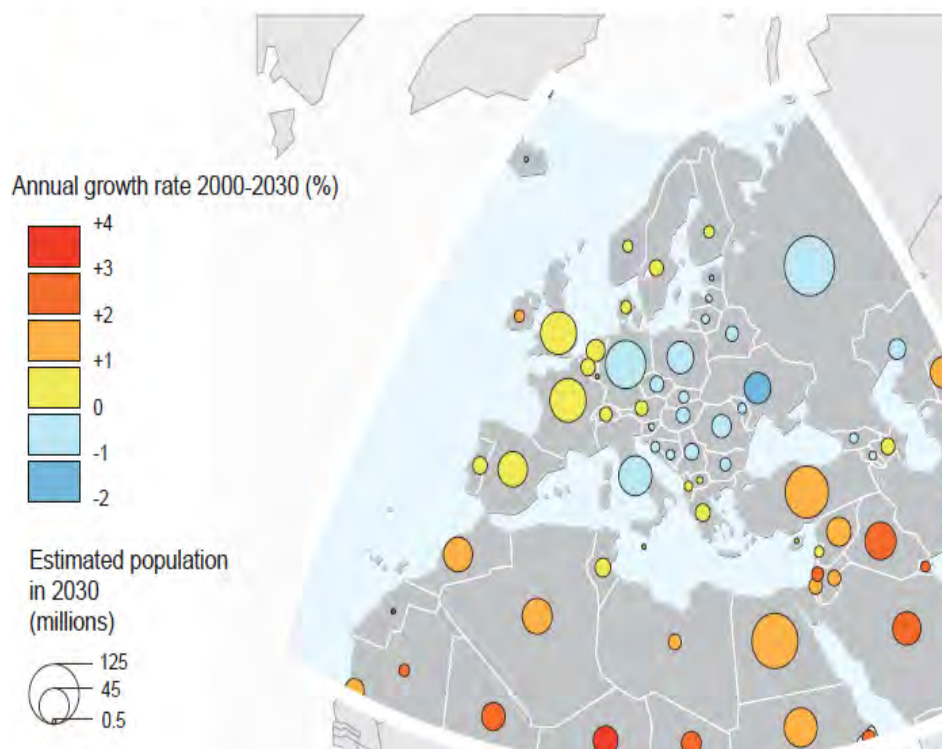 Annual growth rate 2000-2030 (%)
+4
+3
+2
+1
0
-1
-2
Estimated population
in 2030
(millions)
125
45
0.5